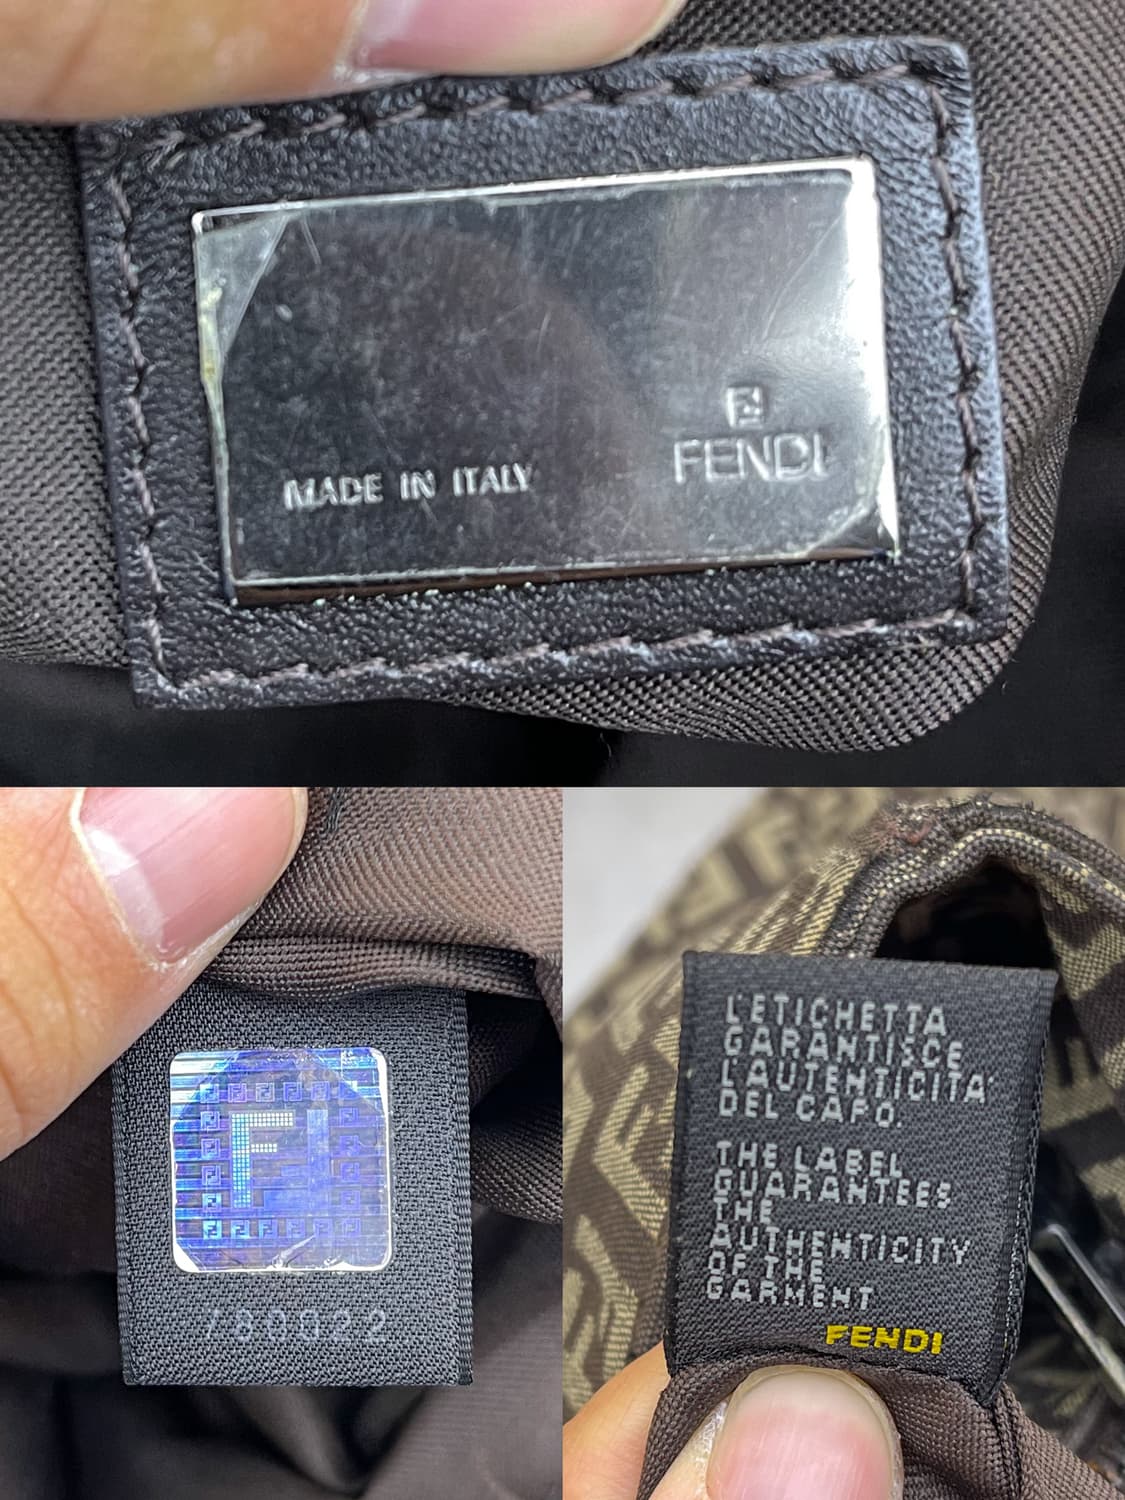 MADE IN ITALY
FENDI
F
780022
L'ETICHETTA
GARANTISCE
L'AUTENTICITA'
DEL CAPO.
THE LABEL
GUARANTEES
THE
AUTHENTICITY
OF THE
GARMENT
FENDI